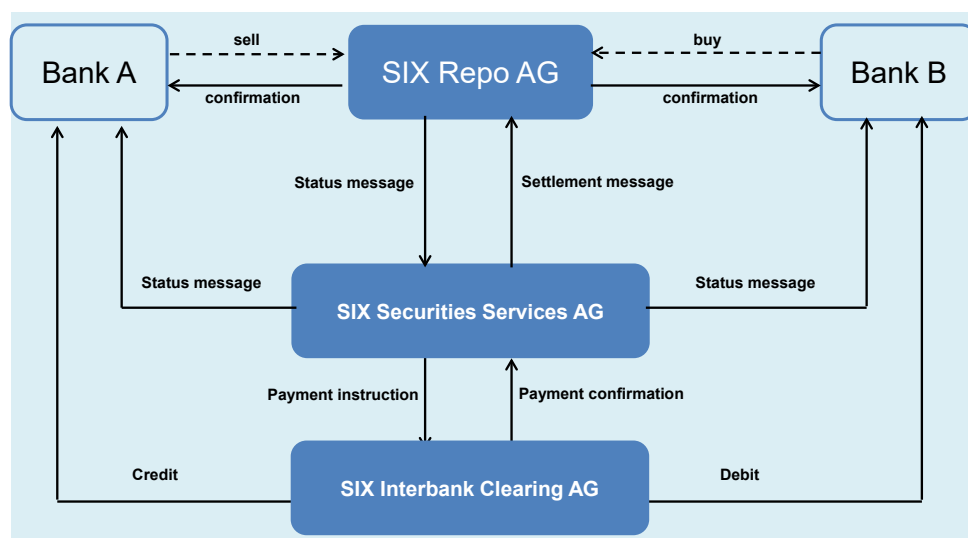 sell
buy
Bank A
SIX Repo AG
Bank B
confirmation
confirmation
Status message
Settlement message
Status message
Status message
SIX Securities Services AG
Payment instruction
Payment confirmation
Credit
Debit
SIX Interbank Clearing AG